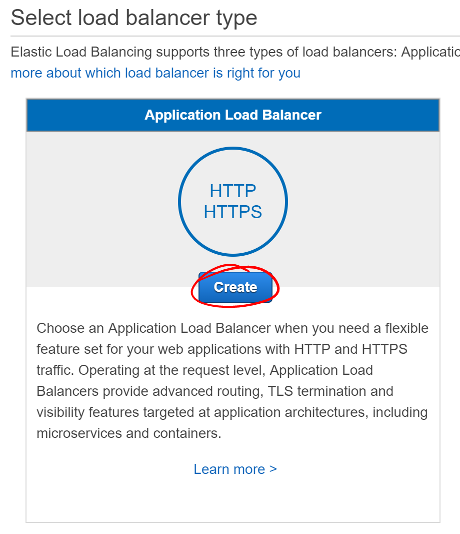 Select load balancer type
Elastic Load Balancing supports three types of load balancers: Applicatic
more about which load balancer is right for you
Application Load Balancer
HTTP
HTTPS
Create
Choose an Application Load Balancer when you need a flexible
feature set for your web applications with HTTP and HTTPS
traffic. Operating at the request level, Application Load
Balancers provide advanced routing, TLS termination and
visibility features targeted at application architectures, including
microservices and containers.
Learn more >